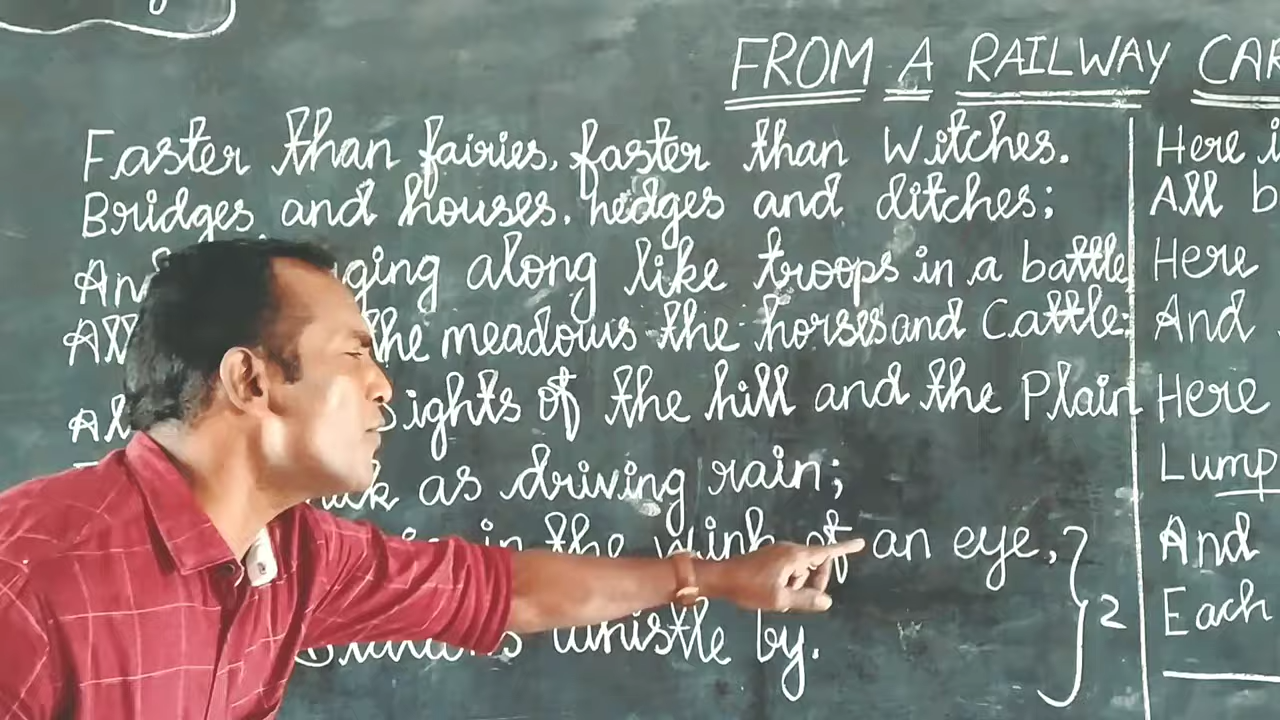 FROM A RAILWAY CAR
Faster than fairies, faster than Witches.
Bridges and houses, hedges and ditches;
ging along like troops in a battle
All the meadows the horses and Cattle:
sights of the hill and the Plain
as driving rain;
in the wink of an eye,
whistle by.
2
Here
All b
Here
And
Here
Lump
And
Each